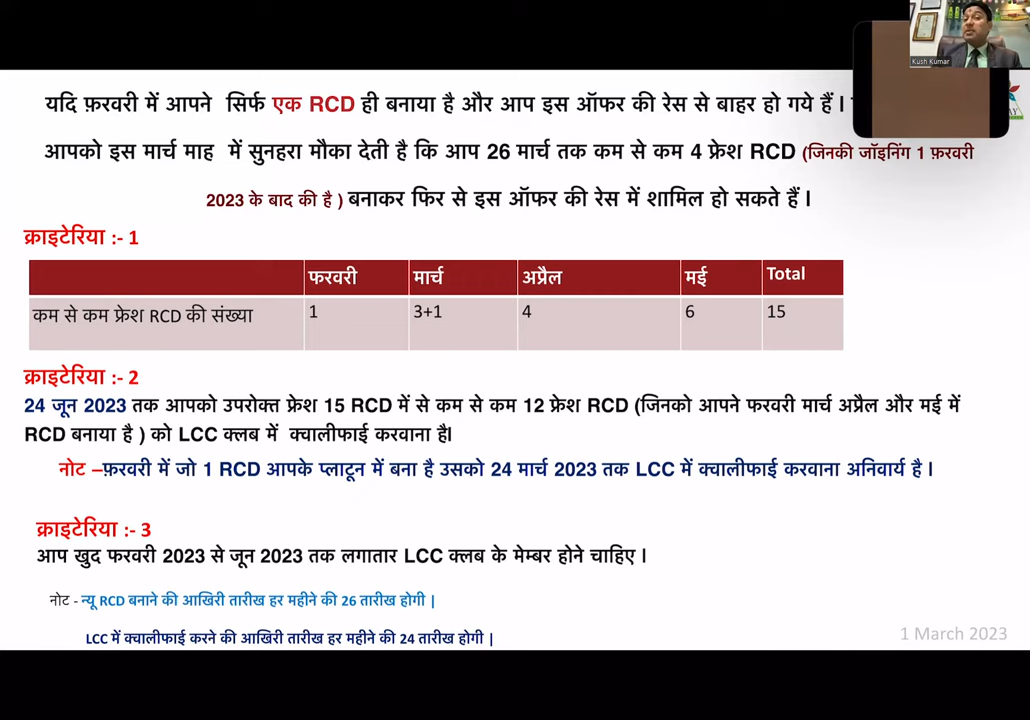 Kush Kumar
यदि फ़रवरी में आपने सिर्फ एक RCD ही बनाया है और आप इस ऑफर की रेस से बाहर हो गये हैं I
आपको इस मार्च माह में सुनहरा मौका देती है कि आप 26 मार्च तक कम से कम 4 फ्रेश RCD (जिनकी जॉइनिंग 1 फ़रवरी
2023 के बाद की है ) बनाकर फिर से इस ऑफर की रेस में शामिल हो सकते हैं I
क्राइटेरिया :- 1
फरवरी मार्च अप्रैल मई Total
कम से कम फ्रेश RCD की संख्या 1 3+1 4 6 15
क्राइटेरिया :- 2
24 जून 2023 तक आपको उपरोक्त फ्रेश 15 RCD में से कम से कम 12 फ्रेश RCD (जिनको आपने फरवरी मार्च अप्रैल और मई में
RCD बनाया है ) को LCC क्लब में क्वालीफाई करवाना है।
नोट –फ़रवरी में जो 1 RCD आपके प्लाटून में बना है उसको 24 मार्च 2023 तक LCC में क्वालीफाई करवाना अनिवार्य है I
क्राइटेरिया :- 3
आप खुद फरवरी 2023 से जून 2023 तक लगातार LCC क्लब के मेम्बर होने चाहिए I
नोट - न्यू RCD बनाने की आखिरी तारीख हर महीने की 26 तारीख होगी |
LCC में क्वालीफाई करने की आखिरी तारीख हर महीने की 24 तारीख होगी |
1 March 2023